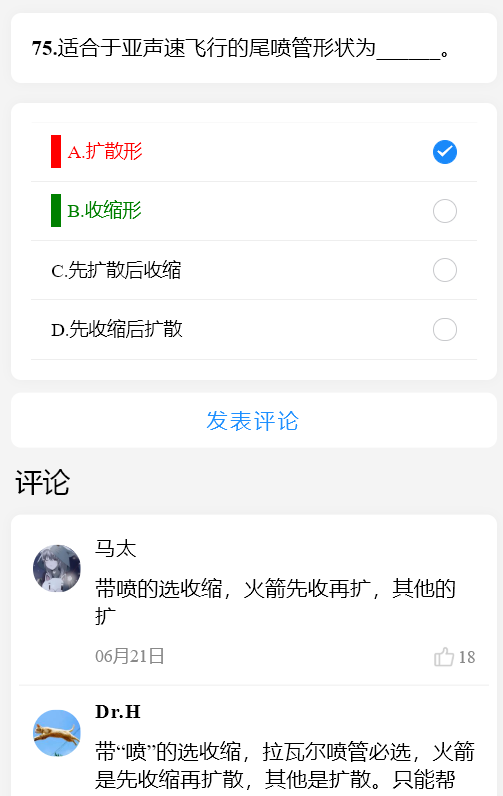 75.适合于亚声速飞行的尾喷管形状为______。
A.扩散形
B.收缩形
C.先扩散后收缩
D.先收缩后扩散
发表评论
评论
马太
带喷的选收缩，火箭先收再扩，其他的
扩
06月21日 18
Dr.H
带“喷”的选收缩，拉瓦尔喷管必选，火箭
是先收缩再扩散，其他是扩散。只能帮